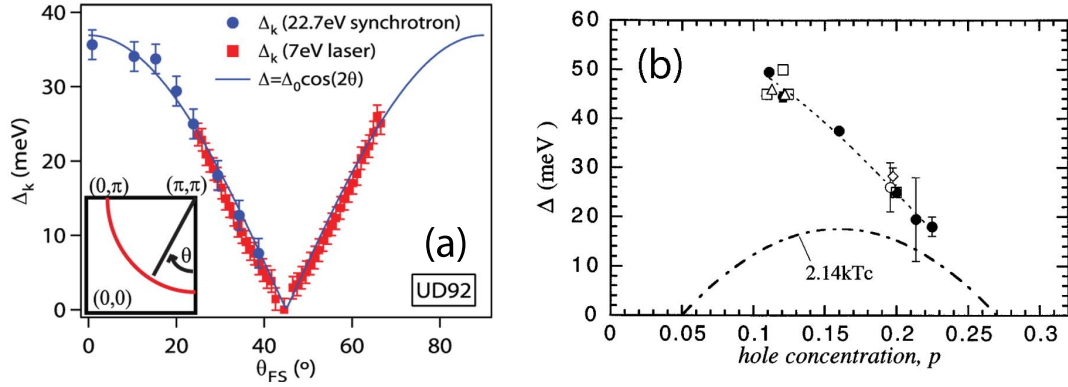 40
30
20
10
0
Δk (meV)
Δk (22.7eV synchrotron)
Δk (7eV laser)
Δ=Δ0cos(2θ)
(0,π)
(π,π)
θ
(0,0)
(a)
UD92
0
20
40
60
80
θFS (º)
(b)
60
50
40
30
20
10
0
Δ (meV)
2.14kTc
0
0.05
0.1
0.15
0.2
0.25
0.3
hole concentration, p